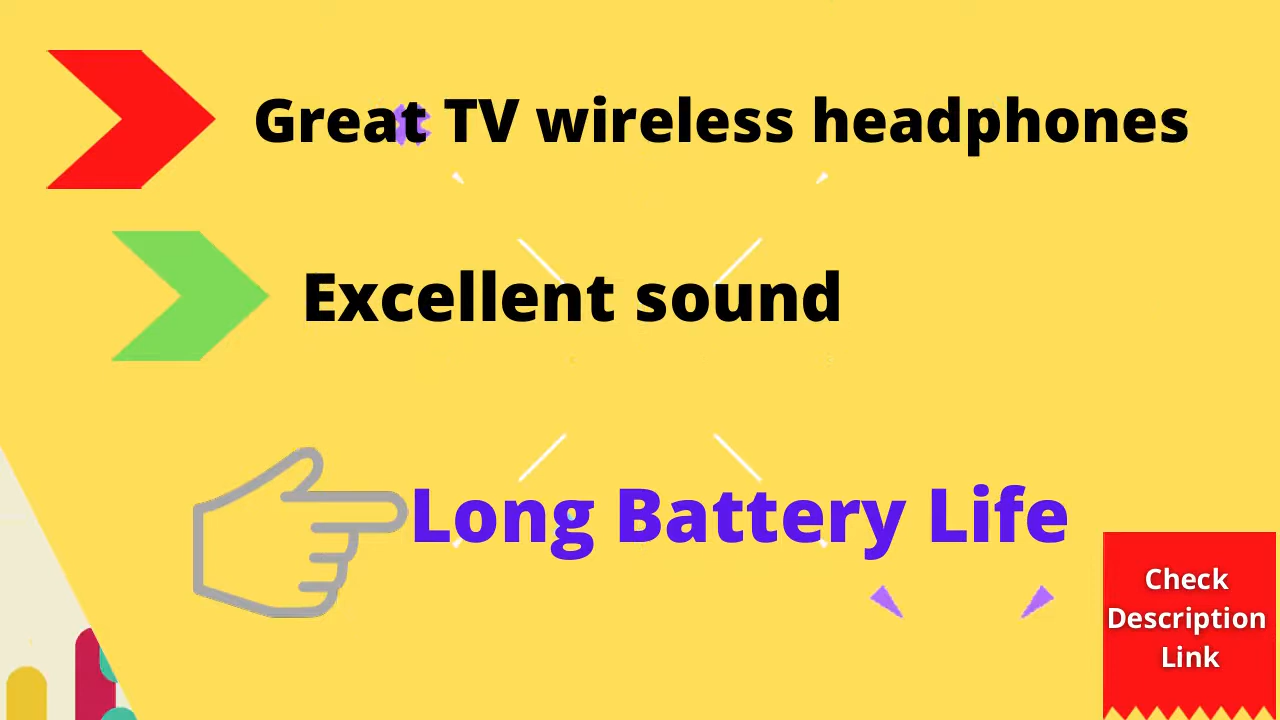 Great TV wireless headphones
Excellent sound
Long Battery Life
Check
Description
Link